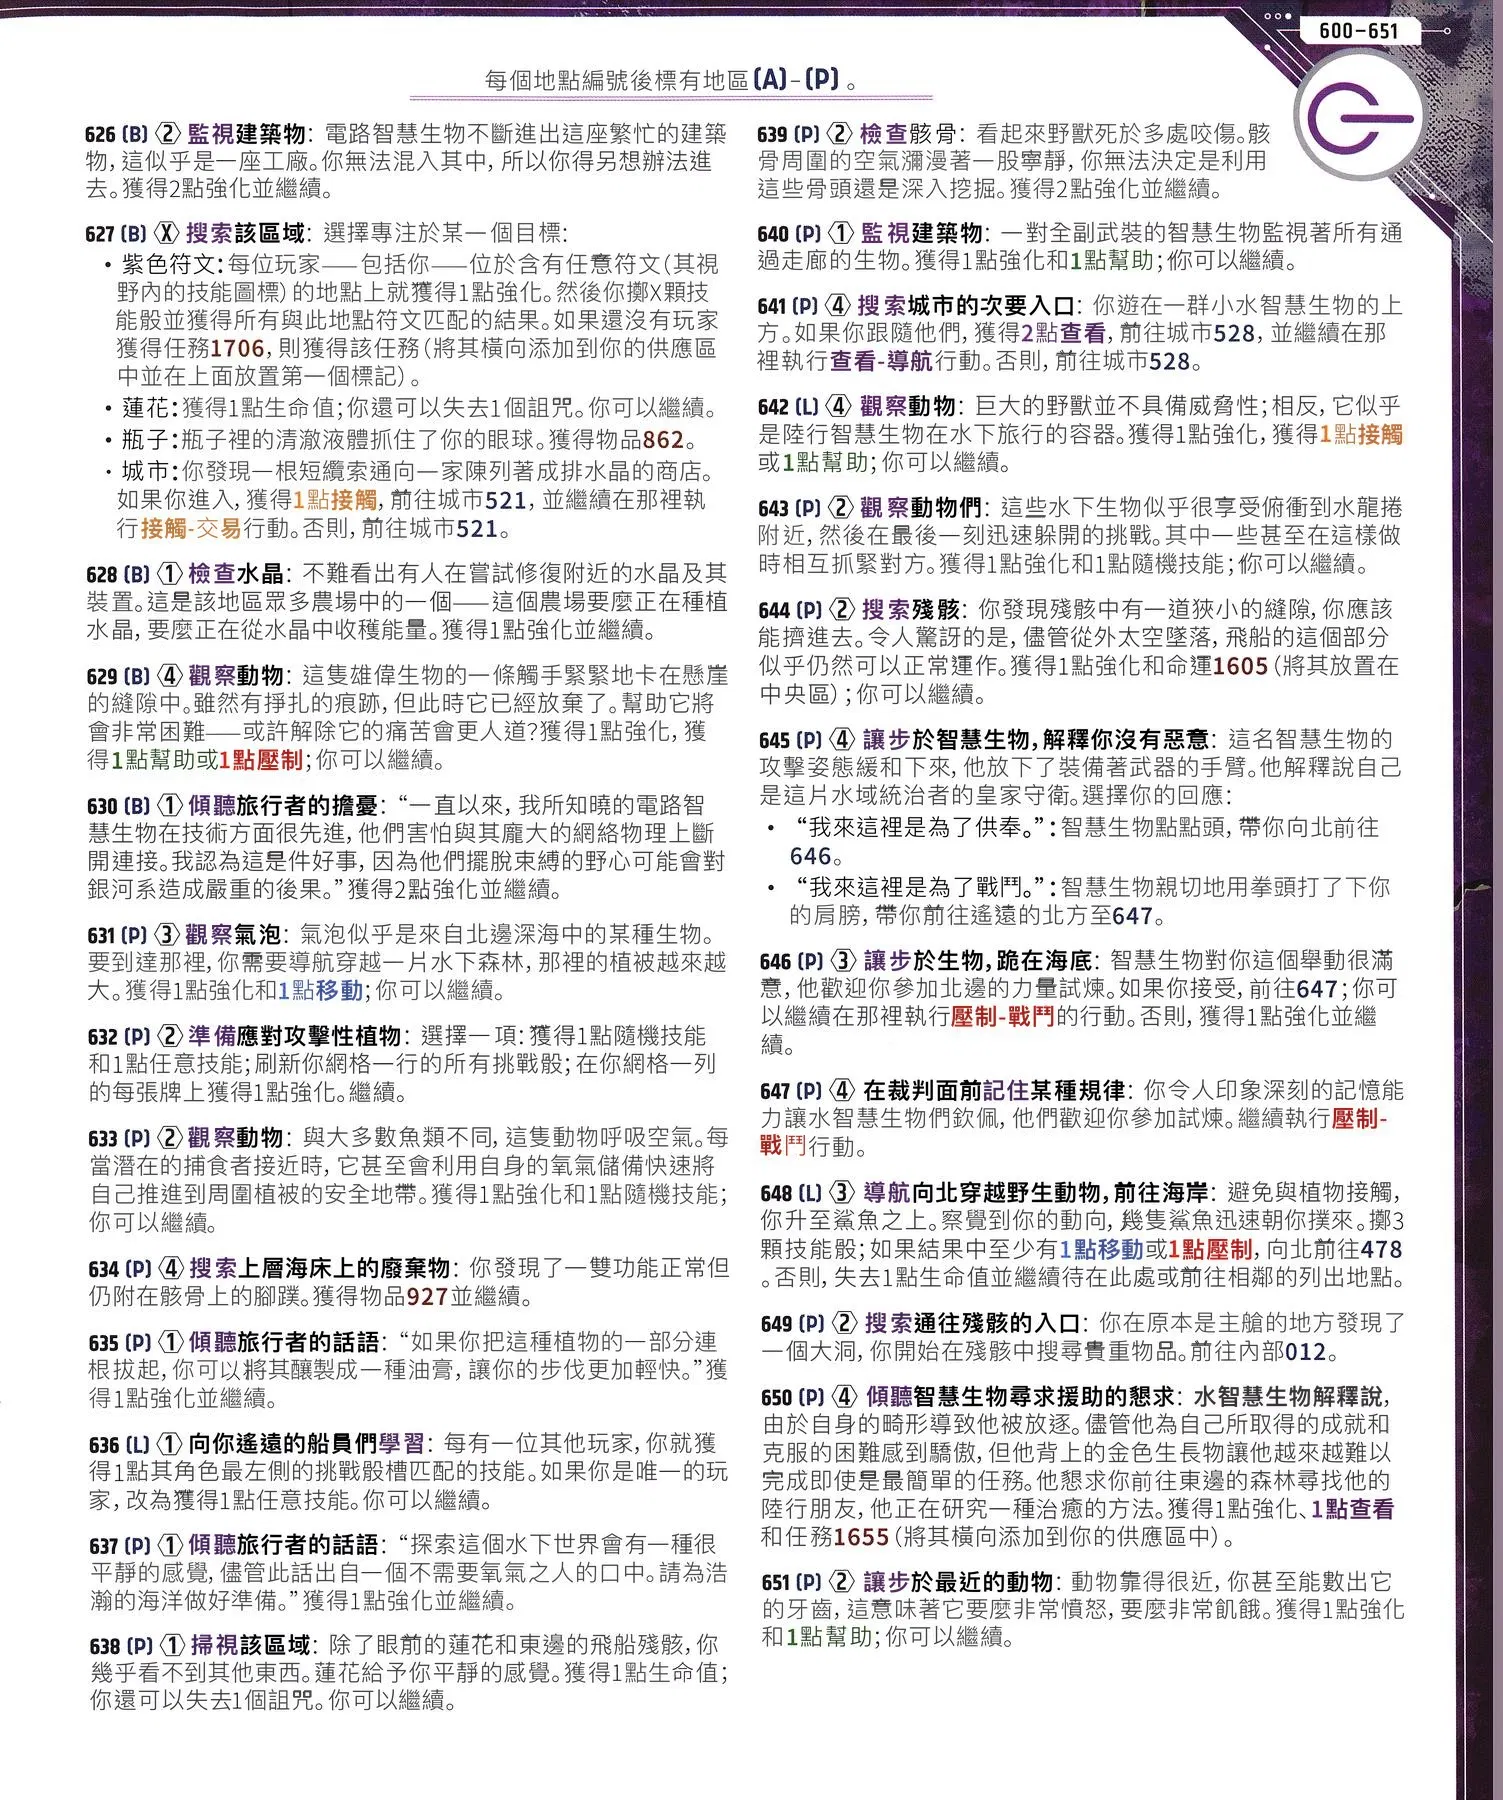 600–651
每個地點編號後標有地區(A)–(P)。
626 (B) ② 監視建築物: 電路智慧生物不斷進出這座繁忙的建築
物,這似乎是一座工廠。你無法混入其中,所以你得另想辦法進
去。獲得2點強化並繼續。
627 (B) Ⓧ 搜索該區域: 選擇專注於某一個目標:
• 紫色符文:每位玩家——包括你——位於含有任意符文(其視
野內的技能圖標)的地點上就獲得1點強化。然後你擲X顆技
能骰並獲得所有與此地點符文匹配的結果。如果還沒有玩家
獲得任務1706,則獲得該任務(將其橫向添加到你的供應區
中並在上面放置第一個標記)。
• 蓮花:獲得1點生命值;你還可以失去1個詛咒。你可以繼續。
• 瓶子:瓶子裡的清澈液體抓住了你的眼球。獲得物品862。
• 城市:你發現一根短纜索通向一家陳列著成排水晶的商店。
如果你進入,獲得1點接觸,前往城市521,並繼續在那裡執
行接觸-交易行動。否則,前往城市521。
628 (B) ① 檢查水晶: 不難看出有人在嘗試修復附近的水晶及其
裝置。這是該地區眾多農場中的一個——這個農場要麼正在種植
水晶,要麼正在從水晶中收穫能量。獲得1點強化並繼續。
629 (B) ④ 觀察動物: 這隻雄偉生物的一條觸手緊緊地卡在懸崖
的縫隙中。雖然有掙扎的痕跡,但此時它已經放棄了。幫助它將
會非常困難——或許解除它的痛苦會更人道?獲得1點強化,獲
得1點幫助或1點壓制;你可以繼續。
630 (B) ① 傾聽旅行者的擔憂: “一直以來,我所知曉的電路智
慧生物在技術方面很先進,他們害怕與其龐大的網絡物理上斷
開連接。我認為這是件好事,因為他們擺脫束縛的野心可能會對
銀河系造成嚴重的後果。”獲得2點強化並繼續。
631 (P) ③ 觀察氣泡: 氣泡似乎是來自北邊深海中的某種生物。
要到達那裡,你需要導航穿越一片水下森林,那裡的植被越來越
大。獲得1點強化和1點移動;你可以繼續。
632 (P) ② 準備應對攻擊性植物: 選擇一項:獲得1點隨機技能
和1點任意技能;刷新你網格一行的所有挑戰骰;在你網格一列
的每張牌上獲得1點強化。繼續。
633 (P) ② 觀察動物: 與大多數魚類不同,這隻動物呼吸空氣。每
當潛在的捕食者接近時,它甚至會利用自身的氧氣儲備快速將
自己推進到周圍植被的安全地帶。獲得1點強化和1點隨機技能;
你可以繼續。
634 (P) ④ 搜索上層海床上的廢棄物: 你發現了一雙功能正常但
仍附在骸骨上的腳蹼。獲得物品927並繼續。
635 (P) ① 傾聽旅行者的話語: “如果你把這種植物的一部分連
根拔起,你可以將其釀製成一種油膏,讓你的步伐更加輕快。”獲
得1點強化並繼續。
636 (L) ① 向你遙遠的船員們學習: 每有一位其他玩家,你就獲
得1點其角色最左側的挑戰骰槽匹配的技能。如果你是唯一的玩
家,改為獲得1點任意技能。你可以繼續。
637 (P) ① 傾聽旅行者的話語: “探索這個水下世界會有一種很
平靜的感覺,儘管此話出自一個不需要氧氣之人的口中。請為浩
瀚的海洋做好準備。”獲得1點強化並繼續。
638 (P) ① 掃視該區域: 除了眼前的蓮花和東邊的飛船殘骸,你
幾乎看不到其他東西。蓮花給予你平靜的感覺。獲得1點生命值;
你還可以失去1個詛咒。你可以繼續。
639 (P) ② 檢查骸骨: 看起來野獸死於多處咬傷。骸
骨周圍的空氣瀰漫著一股寧靜,你無法決定是利用
這些骨頭還是深入挖掘。獲得2點強化並繼續。
640 (P) ① 監視建築物: 一對全副武裝的智慧生物監視著所有通
過走廊的生物。獲得1點強化和1點幫助;你可以繼續。
641 (P) ④ 搜索城市的次要入口: 你遊在一群小水智慧生物的上
方。如果你跟隨他們,獲得2點查看,前往城市528,並繼續在那
裡執行查看-導航行動。否則,前往城市528。
642 (L) ④ 觀察動物: 巨大的野獸並不具備威脅性;相反,它似乎
是陸行智慧生物在水下旅行的容器。獲得1點強化,獲得1點接觸
或1點幫助;你可以繼續。
643 (P) ② 觀察動物們: 這些水下生物似乎很享受俯衝到水龍捲
附近,然後在最後一刻迅速躲開的挑戰。其中一些甚至在這樣做
時相互抓緊對方。獲得1點強化和1點隨機技能;你可以繼續。
644 (P) ② 搜索殘骸: 你發現殘骸中有一道狹小的縫隙,你應該
能擠進去。令人驚訝的是,儘管從外太空墜落,飛船的這個部分
似乎仍然可以正常運作。獲得1點強化和命運1605(將其放置在
中央區);你可以繼續。
645 (P) ④ 讓步於智慧生物,解釋你沒有惡意: 這名智慧生物的
攻擊姿態緩和下來,他放下了裝備著武器的手臂。他解釋說自己
是這片水域統治者的皇家守衛。選擇你的回應:
• “我來這裡是為了供奉。”:智慧生物點點頭,帶你向北前往
646。
• “我來這裡是為了戰鬥。”:智慧生物親切地用拳頭打了下你
的肩膀,帶你前往遙遠的北方至647。
646 (P) ③ 讓步於生物,跪在海底: 智慧生物對你這個舉動很滿
意,他歡迎你參加北邊的力量試煉。如果你接受,前往647;你可
以繼續在那裡執行壓制-戰鬥的行動。否則,獲得1點強化並繼
續。
647 (P) ④ 在裁判面前記住某種規律: 你令人印象深刻的記憶能
力讓水智慧生物們欽佩,他們歡迎你參加試煉。繼續執行壓制-
戰鬥行動。
648 (L) ③ 導航向北穿越野生動物,前往海岸: 避免與植物接觸,
你升至鯊魚之上。察覺到你的動向,幾隻鯊魚迅速朝你撲來。擲3
顆技能骰;如果結果中至少有1點移動或1點壓制,向北前往478
。否則,失去1點生命值並繼續待在此處或前往相鄰的列出地點。
649 (P) ② 搜索通往殘骸的入口: 你在原本是主艙的地方發現了
一個大洞,你開始在殘骸中搜尋貴重物品。前往內部012。
650 (P) ④ 傾聽智慧生物尋求援助的懇求: 水智慧生物解釋說,
由於自身的畸形導致他被放逐。儘管他為自己所取得的成就和
克服的困難感到驕傲,但他背上的金色生長物讓他越來越難以
完成即使是最簡單的任務。他懇求你前往東邊的森林尋找他的
陸行朋友,他正在研究一種治癒的方法。獲得1點強化、1點查看
和任務1655(將其橫向添加到你的供應區中)。
651 (P) ② 讓步於最近的動物: 動物靠得很近,你甚至能數出它
的牙齒,這意味著它要麼非常憤怒,要麼非常飢餓。獲得1點強化
和1點幫助;你可以繼續。